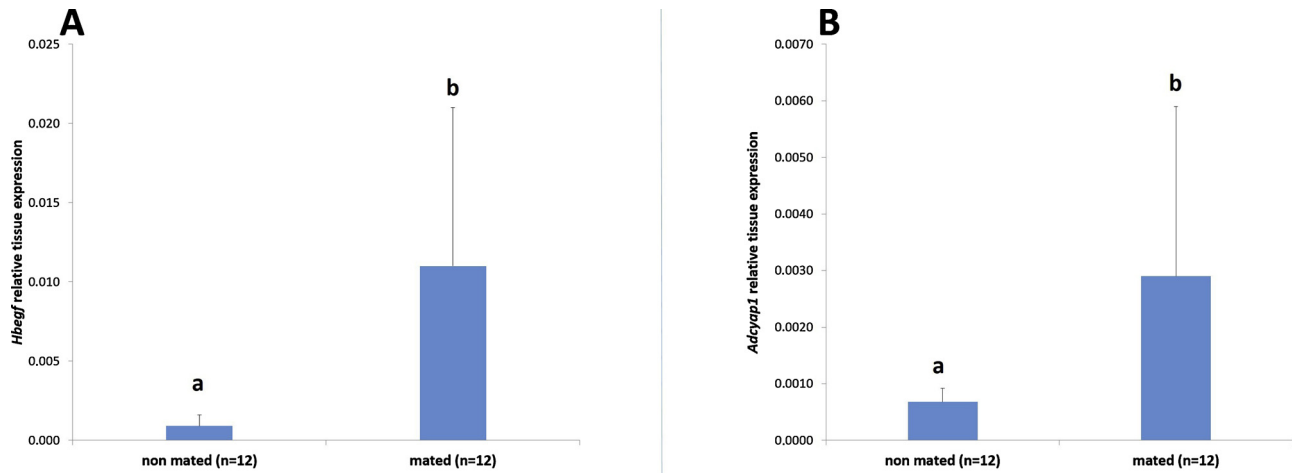 A
Hbegf relative tissue expression
0.025
0.020
0.015
0.010
0.005
0.000
a
b
non mated (n=12)
mated (n=12)
B
Adcyap1 relative tissue expression
0.0070
0.0060
0.0050
0.0040
0.0030
0.0020
0.0010
0.0000
a
b
non mated (n=12)
mated (n=12)